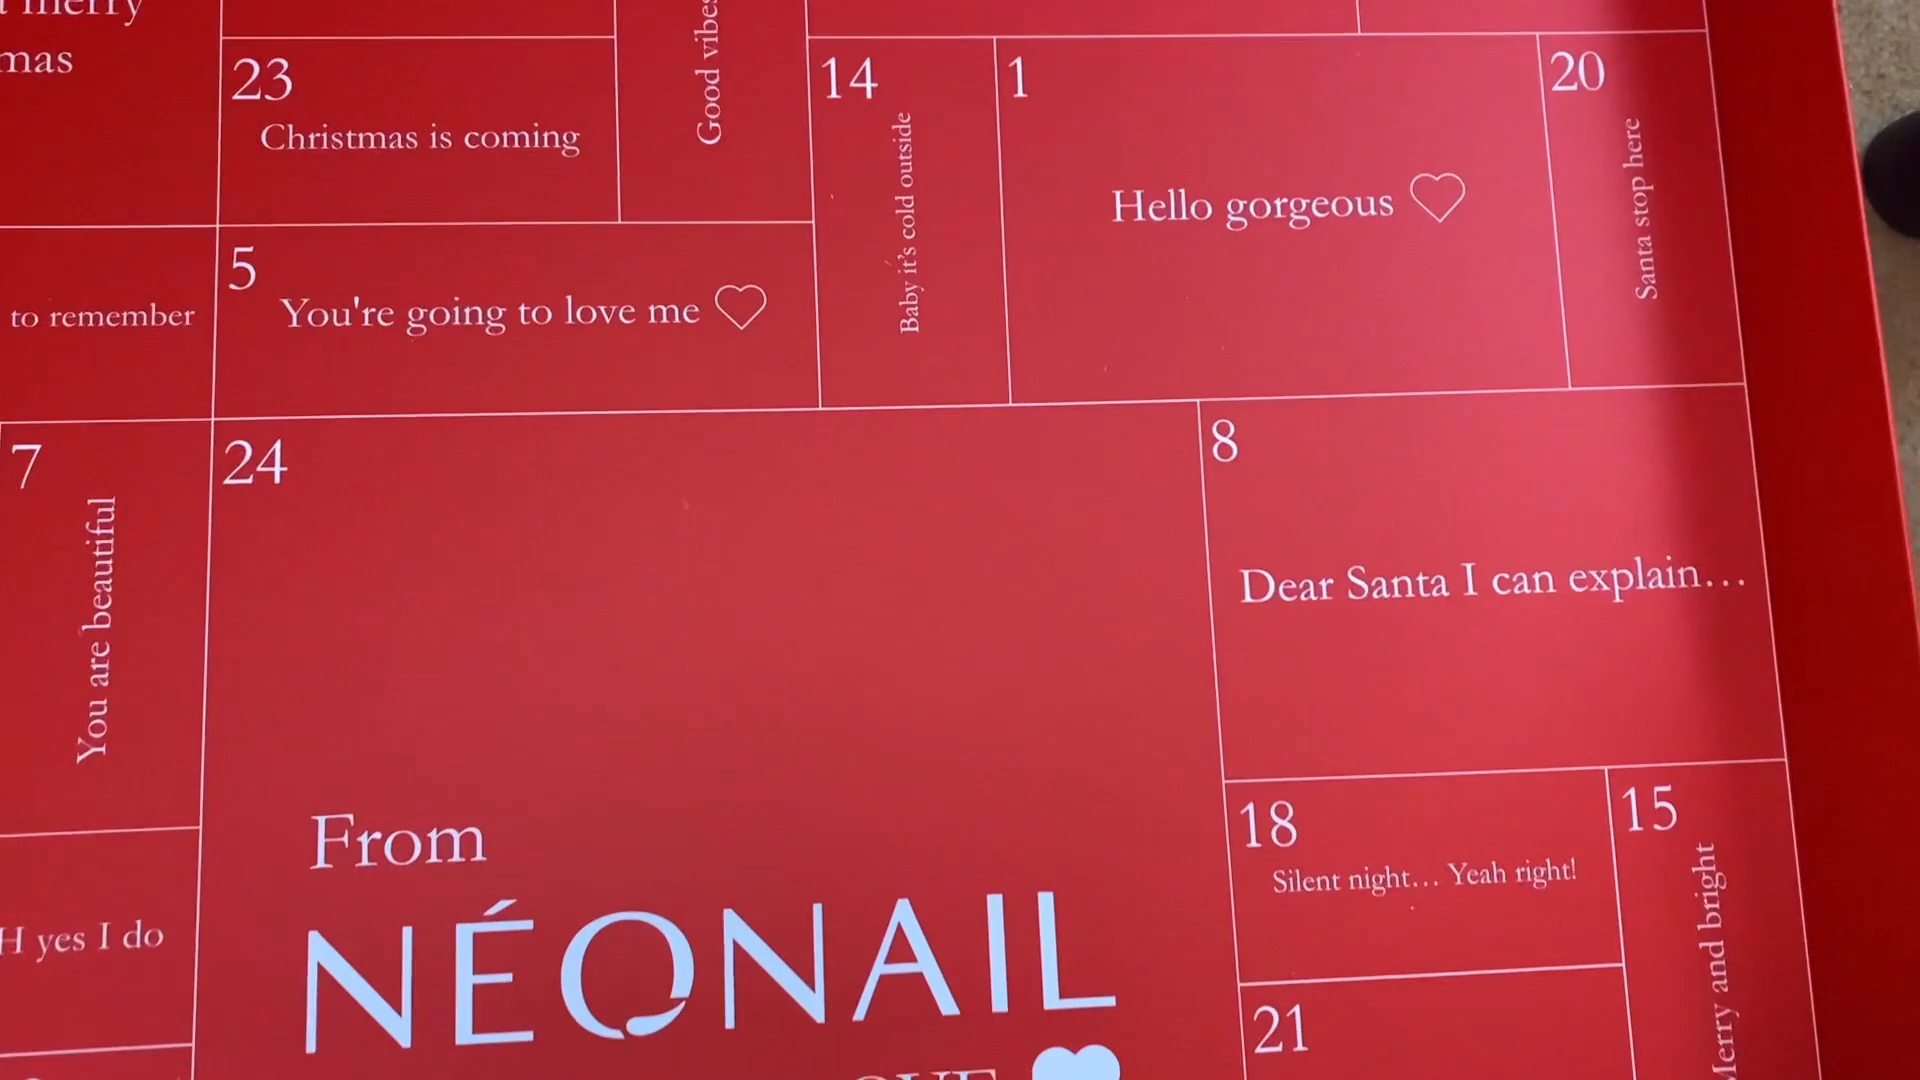 merry
mas
23
Christmas is coming
Good vibes
14
Baby it's cold outside
1
Hello gorgeous
20
Santa stop here
to remember
5
You're going to love me
7
You are beautiful
24
From
NÉONAIL
8
Dear Santa I can explain...
18
Silent night... Yeah right!
15
Merry and bright
H yes I do
21